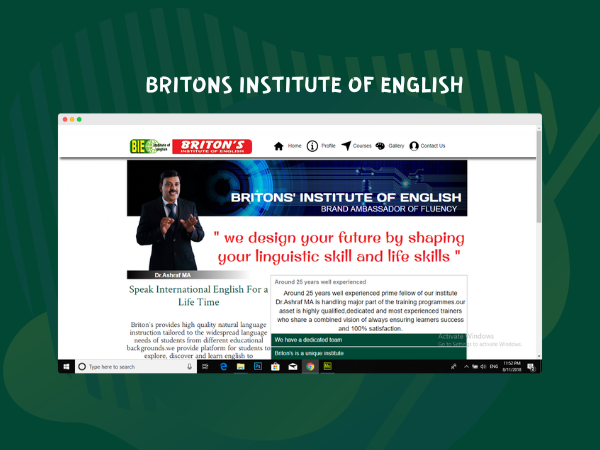 BRITONS INSTITUTE OF ENGLISH
BIE institute of english
BRITON'S
INSTITUTE OF ENGLISH
Home Profile Courses Gallery Contact Us
BRITONS' INSTITUTE OF ENGLISH
BRAND AMBASSADOR OF FLUENCY
" we design your future by shaping
your linguistic skill and life skills "
Dr.Ashraf MA
Speak International English For a
Life Time
Briton's provides high quality natural language
instruction tailored to the widespread language
needs of students from different educational
backgrounds.we provide platform for students to
explore, discover and learn english to
Around 25 years well experienced
Around 25 years well experienced prime fellow of our institute
Dr.Ashraf MA is handling major part of the training programmes.our
asset is highly qualified,dedicated and most experienced trainers
who share a combined vision of always ensuring learners success
and 100% satisfaction.
We have a dedicated team
Briton's is a unique institute
Activate Windows
Go to Settings to activate Windows.
Type here to search
ENG
11:52 PM
8/11/2018